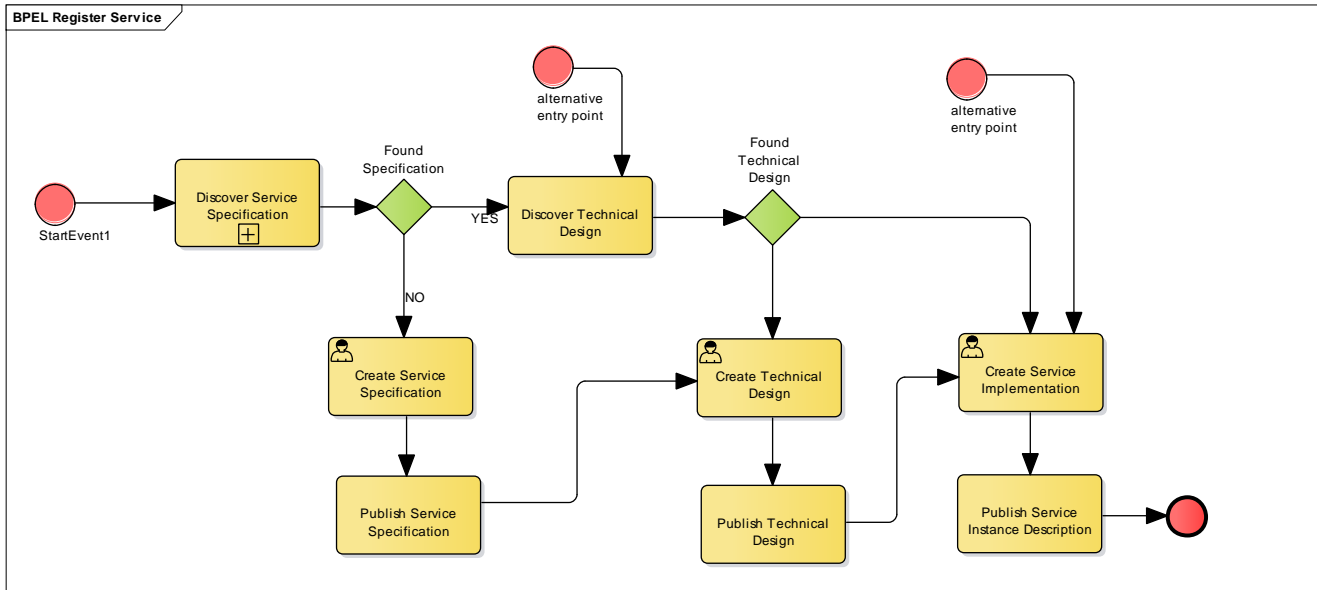 BPEL Register Service
alternative
entry point
alternative
entry point
Found
Specification
Found
Technical
Design
StartEvent1
Discover Service
Specification
YES
Discover Technical
Design
NO
Create Service
Specification
Create Technical
Design
Create Service
Implementation
Publish Service
Specification
Publish Technical
Design
Publish Service
Instance Description